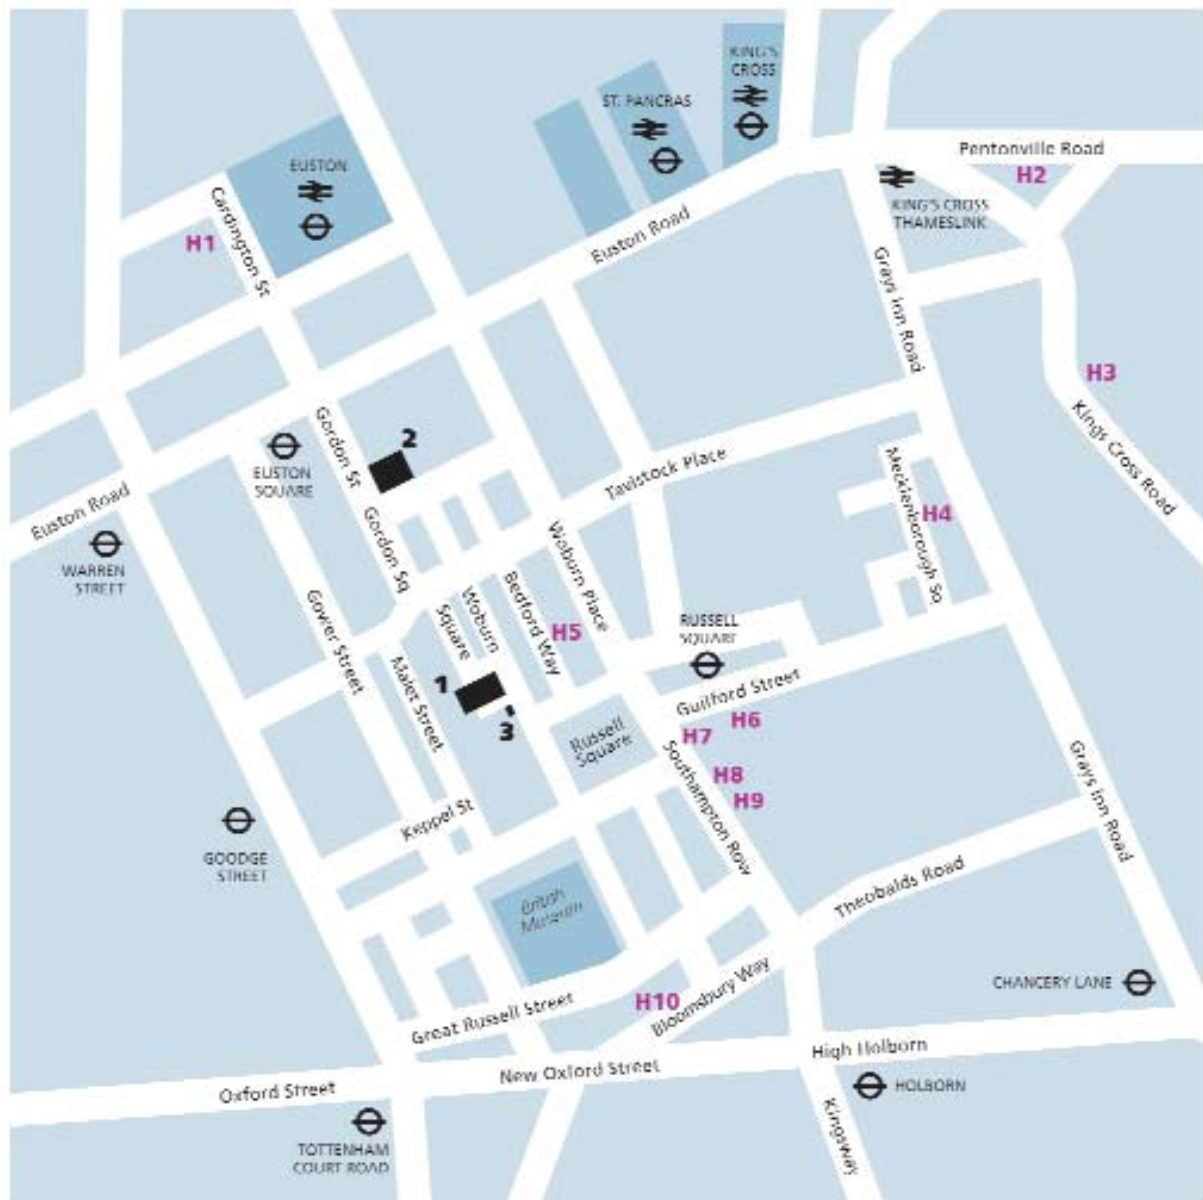 KING'S
CROSS
ST. PANCRAS
EUSTON
Pentonville Road
H2
KING'S CROSS
THAMESLINK
Cardington St
H1
Euston Road
Grays Inn Road
H3
Kings Cross Road
Gordon St
2
EUSTON
SQUARE
Tavistock Place
Euston Road
WARREN
STREET
Gordon Sq
Mecklenborough Sq
H4
Woburn Place
Bedford Way
Woburn
Square
H5
Gower Street
RUSSELL
SQUARE
Malet Street
1
3
Guilford Street
H6
Russell
Square
H7
H8
H9
Southampton Row
Grays Inn Road
Keppel St
GOODGE
STREET
Theobalds Road
British
Museum
CHANCERY LANE
H10
Bloomsbury Way
Great Russell Street
High Holborn
New Oxford Street
Oxford Street
HOLBORN
Kingsway
TOTTENHAM
COURT ROAD